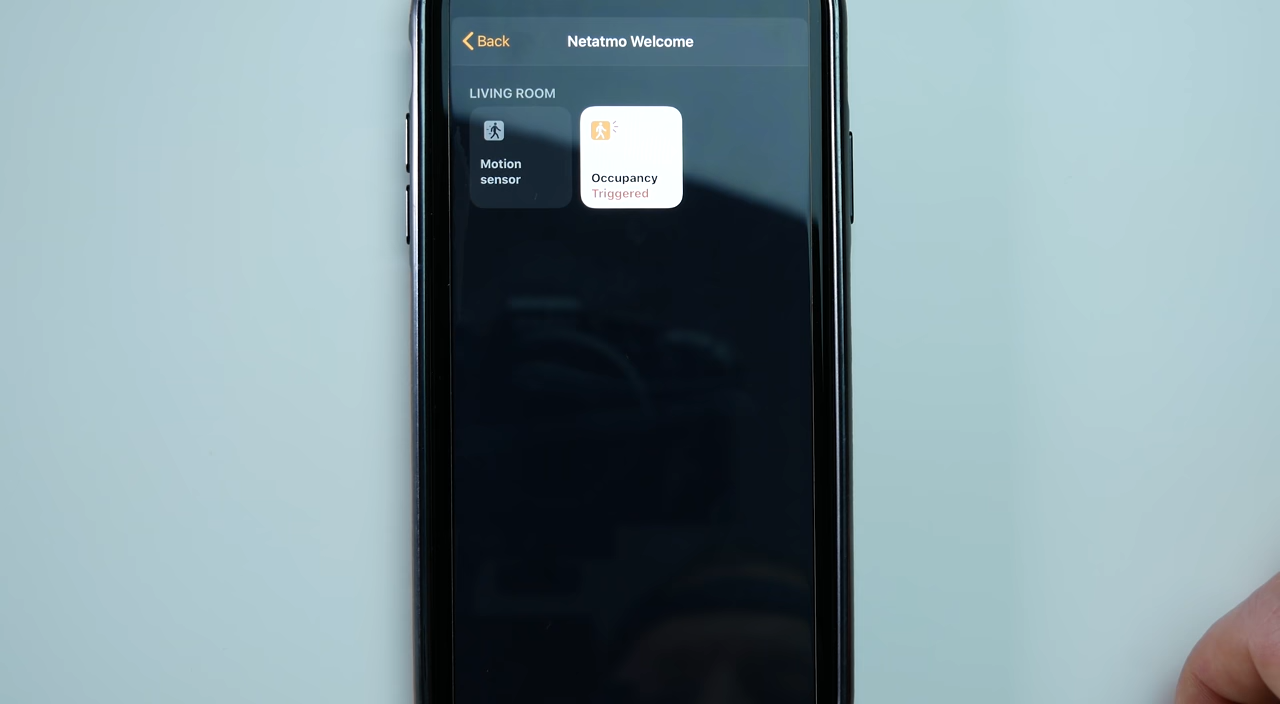 Back
Netatmo Welcome
LIVING ROOM
Motion
sensor
Occupancy
Triggered